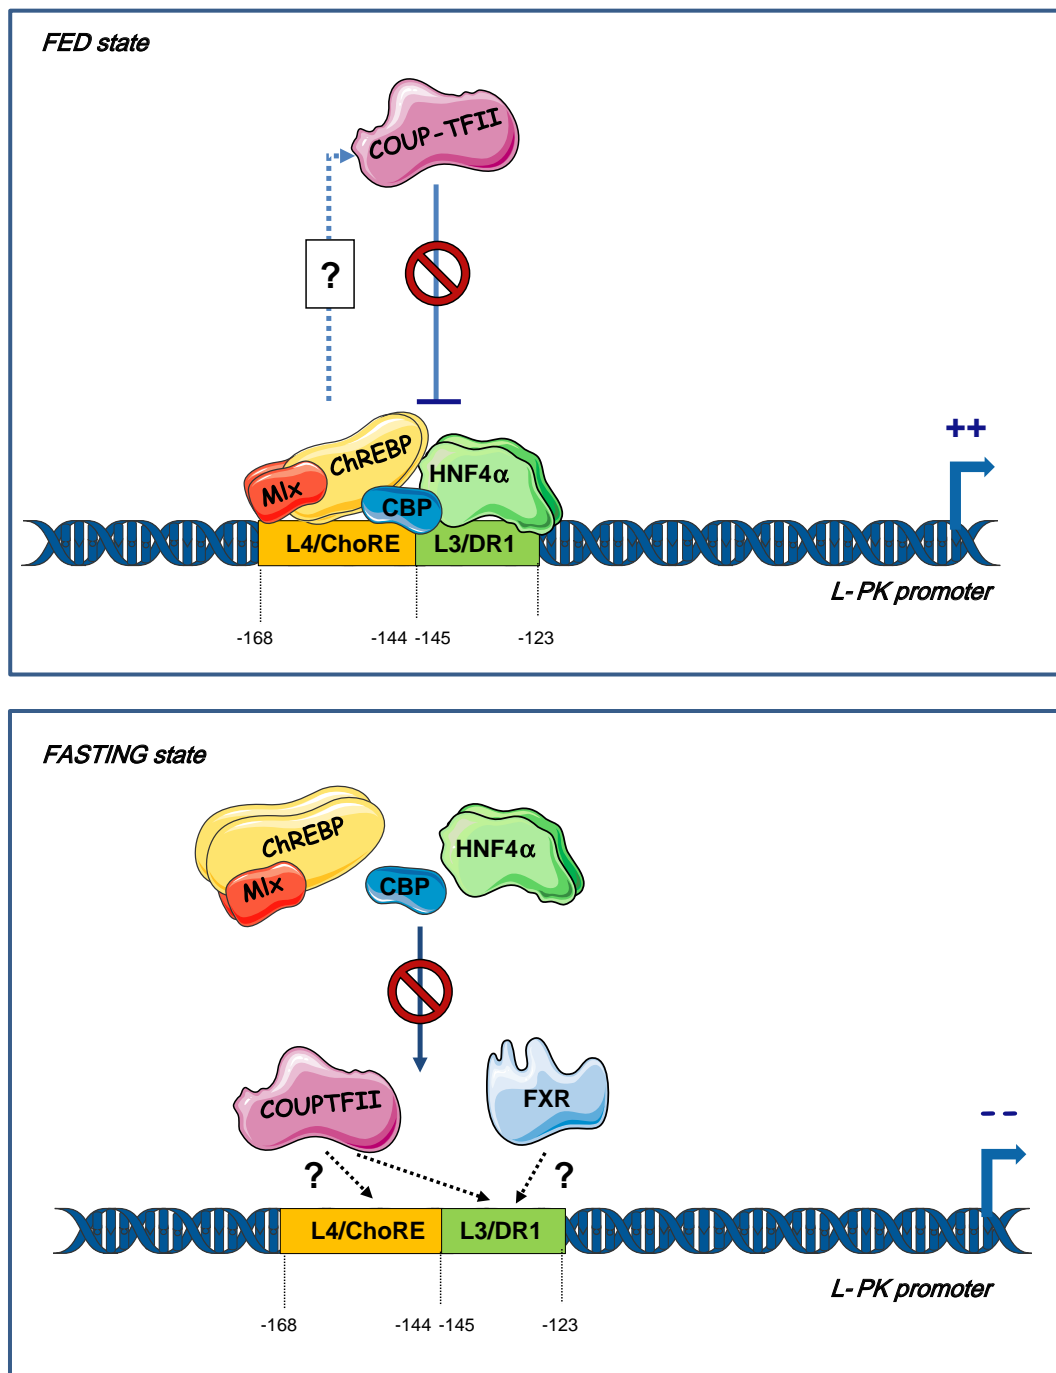 FED state
COUP-TFII
?
++
ChREBP
Mlx
HNF4α
CBP
L4/ChoRE
L3/DR1
L-PK promoter
-168
-144
-145
-123
FASTING state
ChREBP
HNF4α
Mlx
CBP
COUPTFII
FXR
--
?
?
L4/ChoRE
L3/DR1
L-PK promoter
-168
-144
-145
-123